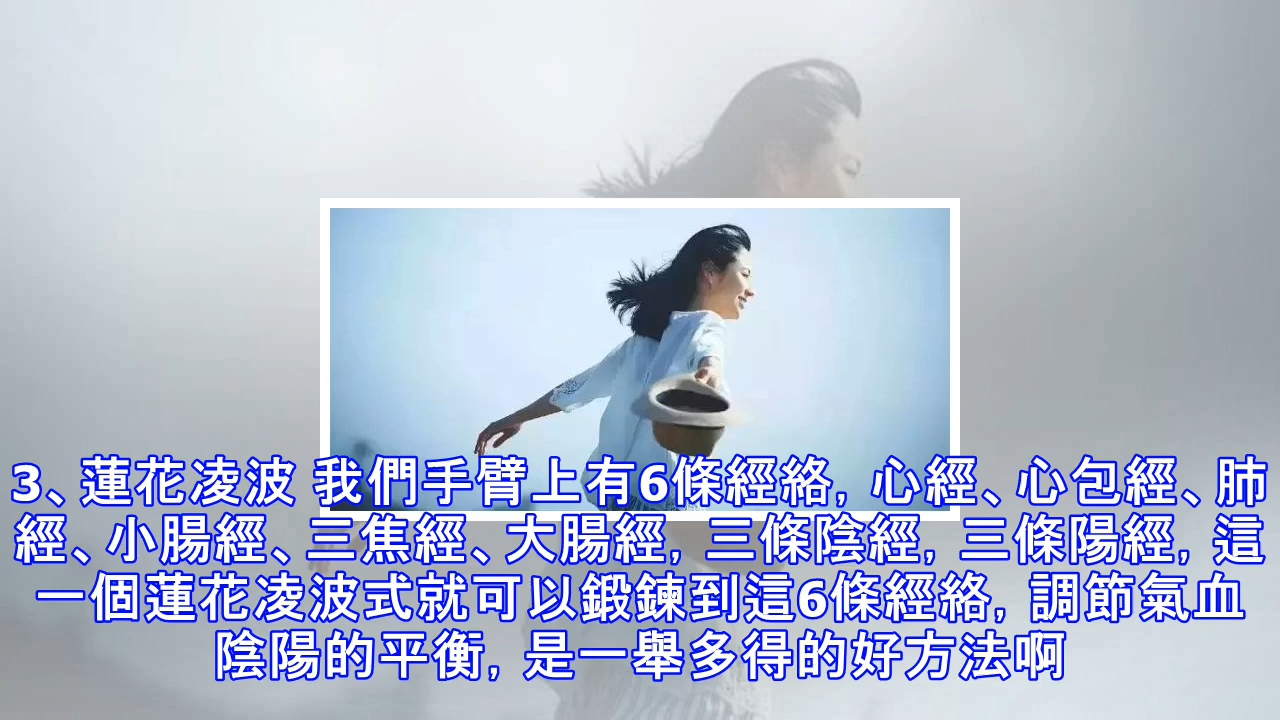 3、蓮花凌波 我們手臂上有6條經絡, 心經、心包經、肺
經、小腸經、三焦經、大腸經, 三條陰經, 三條陽經, 這
一個蓮花凌波式就可以鍛鍊到這6條經絡, 調節氣血
陰陽的平衡, 是一舉多得的好方法啊